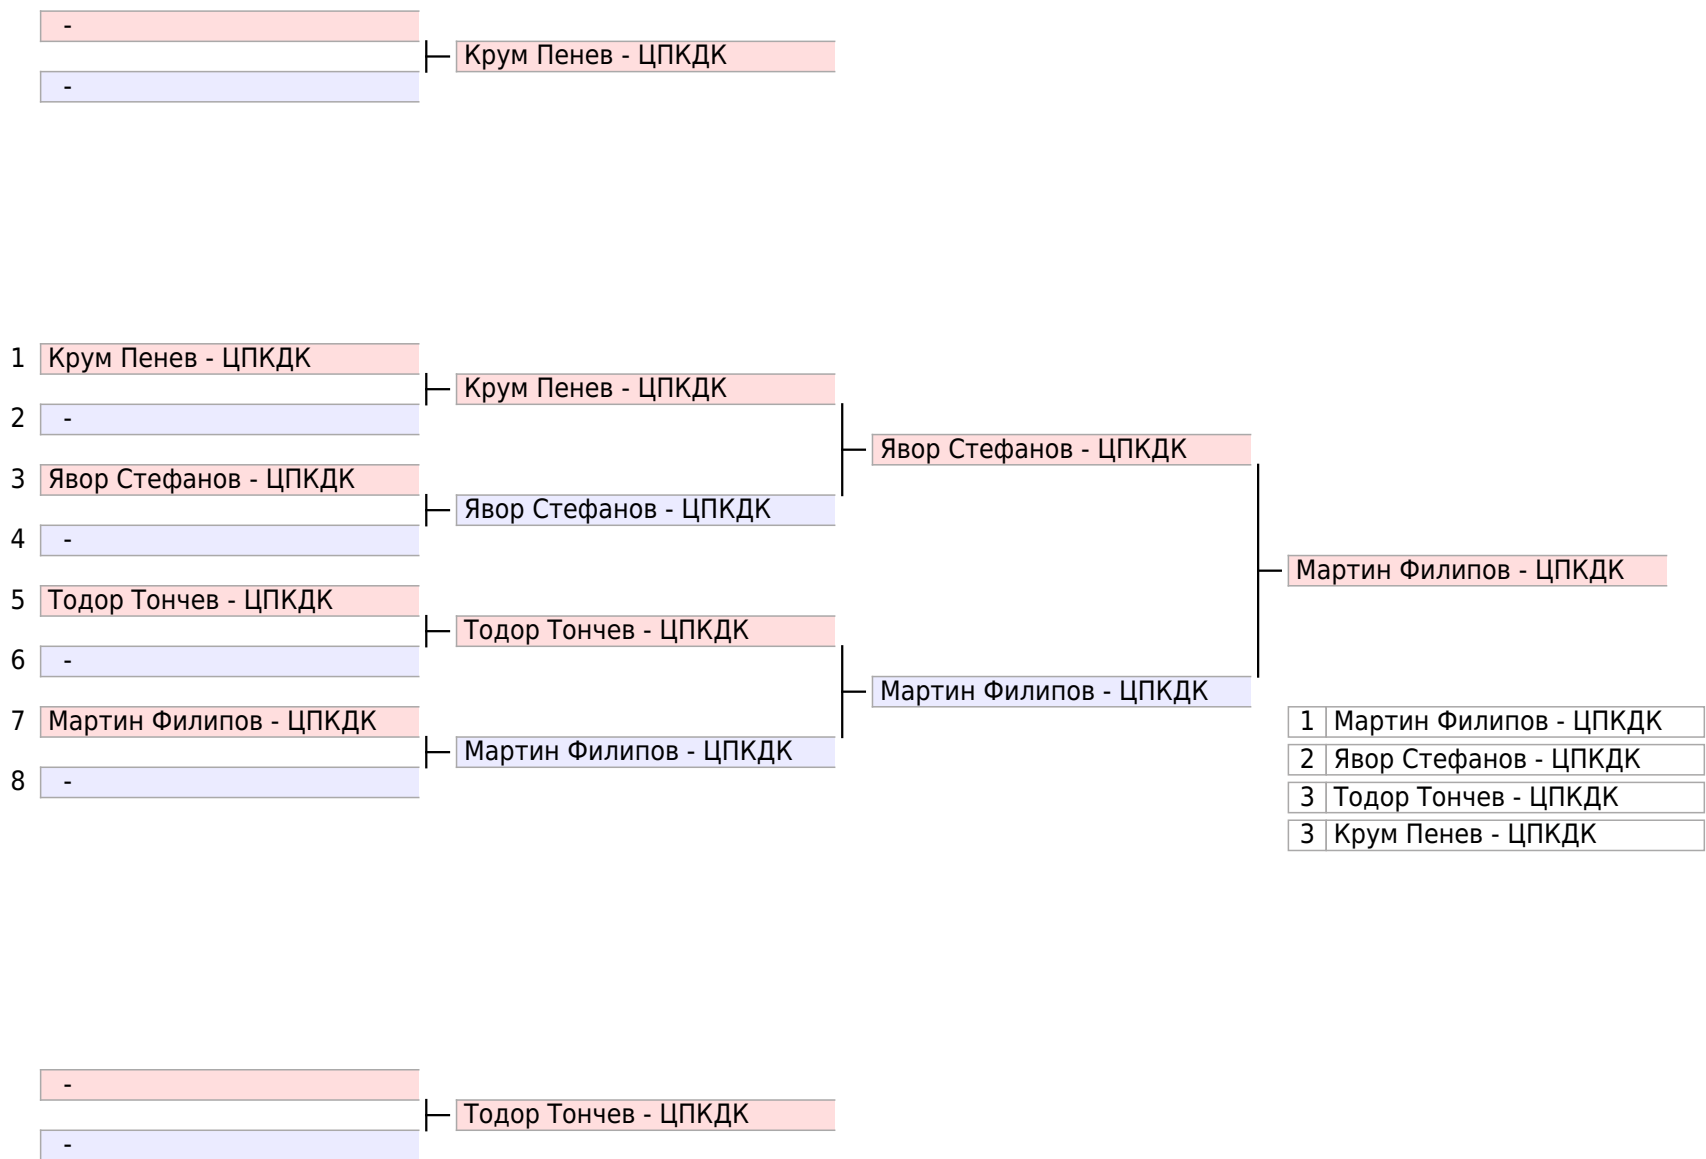 -
Крум Пенев - ЦПКДК
-
1 Крум Пенев - ЦПКДК
Крум Пенев - ЦПКДК
2 -
Явор Стефанов - ЦПКДК
3 Явор Стефанов - ЦПКДК
Явор Стефанов - ЦПКДК
4 -
Мартин Филипов - ЦПКДК
5 Тодор Тончев - ЦПКДК
Тодор Тончев - ЦПКДК
6 -
Мартин Филипов - ЦПКДК
7 Мартин Филипов - ЦПКДК
Мартин Филипов - ЦПКДК
8 -
1 Мартин Филипов - ЦПКДК
2 Явор Стефанов - ЦПКДК
3 Тодор Тончев - ЦПКДК
3 Крум Пенев - ЦПКДК
-
Тодор Тончев - ЦПКДК
-